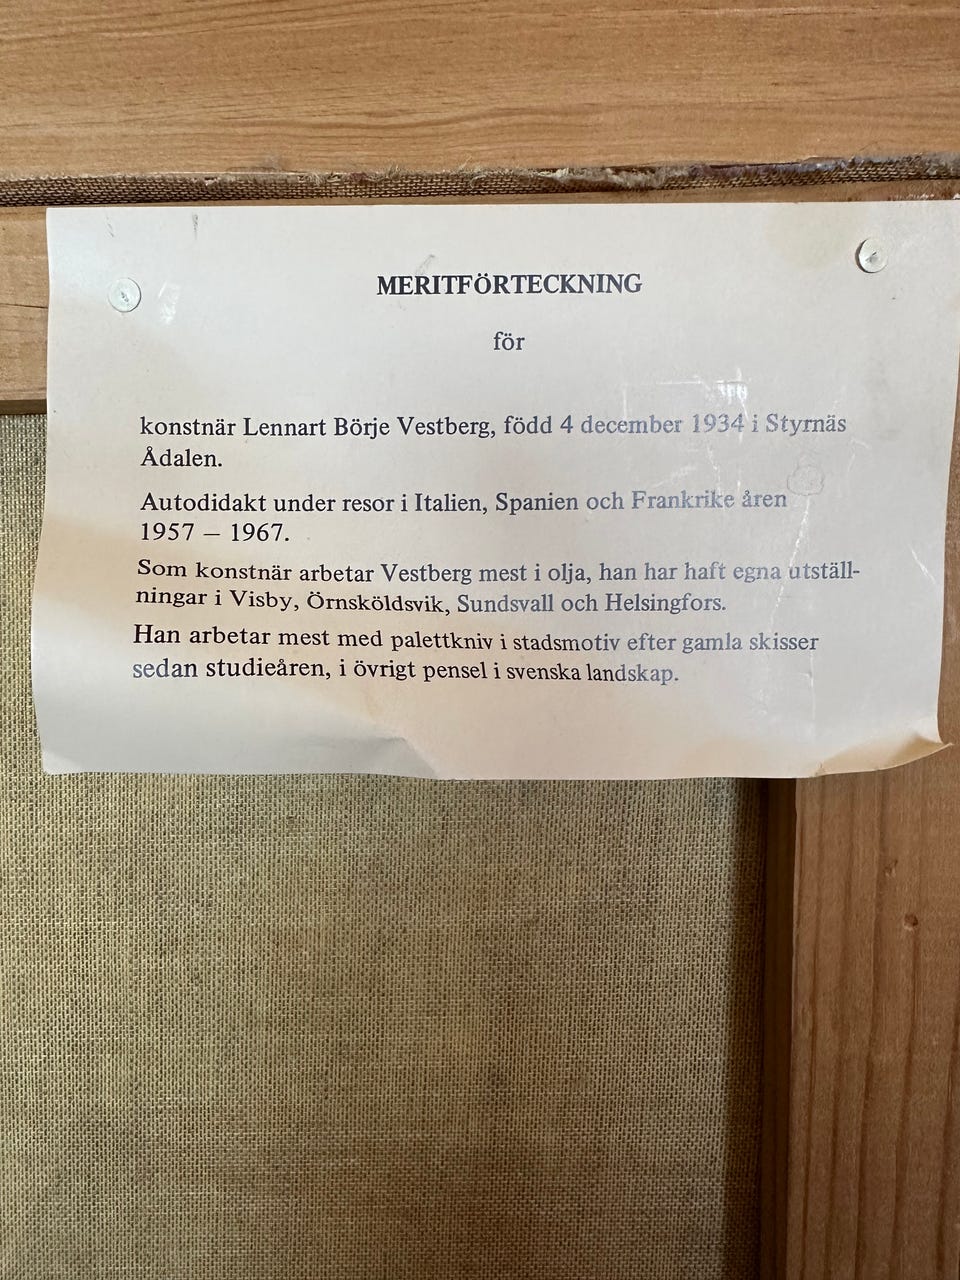 MERITFÖRTECKNING
för
konstnär Lennart Börje Vestberg, född 4 december 1934 i Styrnäs
Ådalen.
Autodidakt under resor i Italien, Spanien och Frankrike åren
1957 – 1967.
Som konstnär arbetar Vestberg mest i olja, han har haft egna utställ-
ningar i Visby, Örnsköldsvik, Sundsvall och Helsingfors.
Han arbetar mest med palettkniv i stadsmotiv efter gamla skisser
sedan studieåren, i övrigt pensel i svenska landskap.